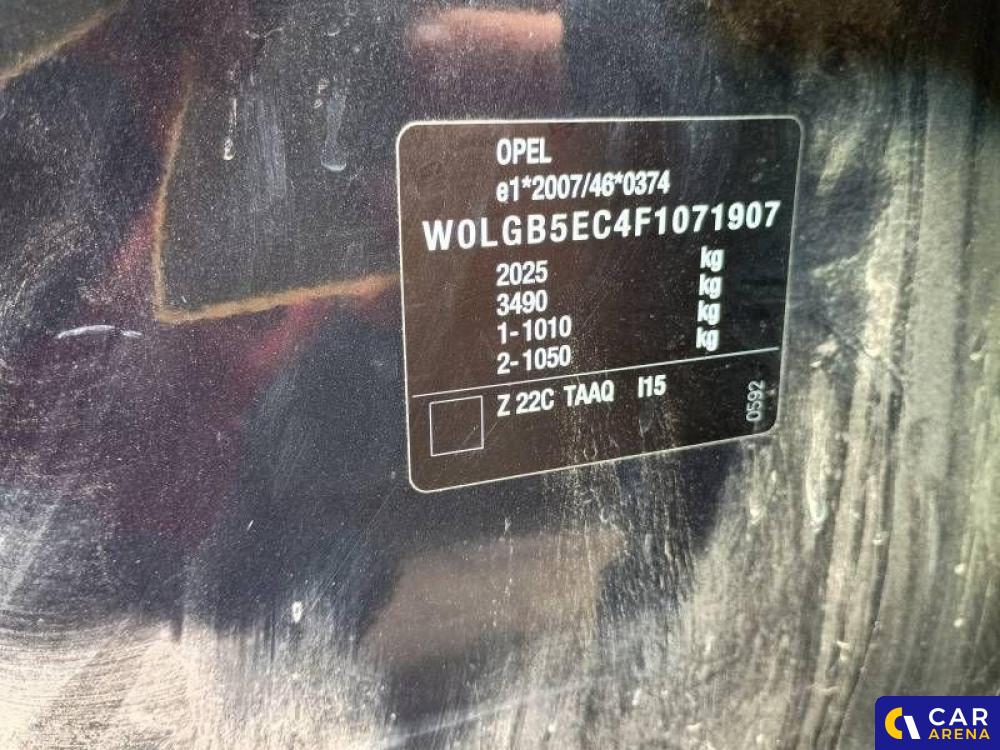 OPEL
e1*2007/46*0374
W0LGB5EC4F1071907
2025 kg
3490 kg
1-1010 kg
2-1050 kg
Z 22C TAAQ I15
0592
CAR
ARENA